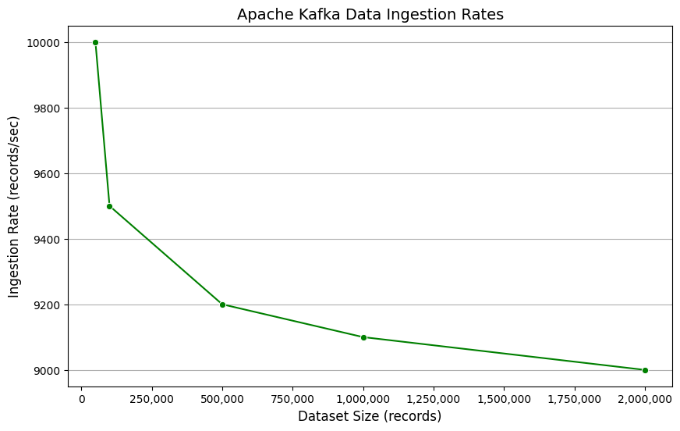 Apache Kafka Data Ingestion Rates
10000
9800
9600
9400
9200
9000
Ingestion Rate (records/sec)
0 250,000 500,000 750,000 1,000,000 1,250,000 1,500,000 1,750,000 2,000,000
Dataset Size (records)